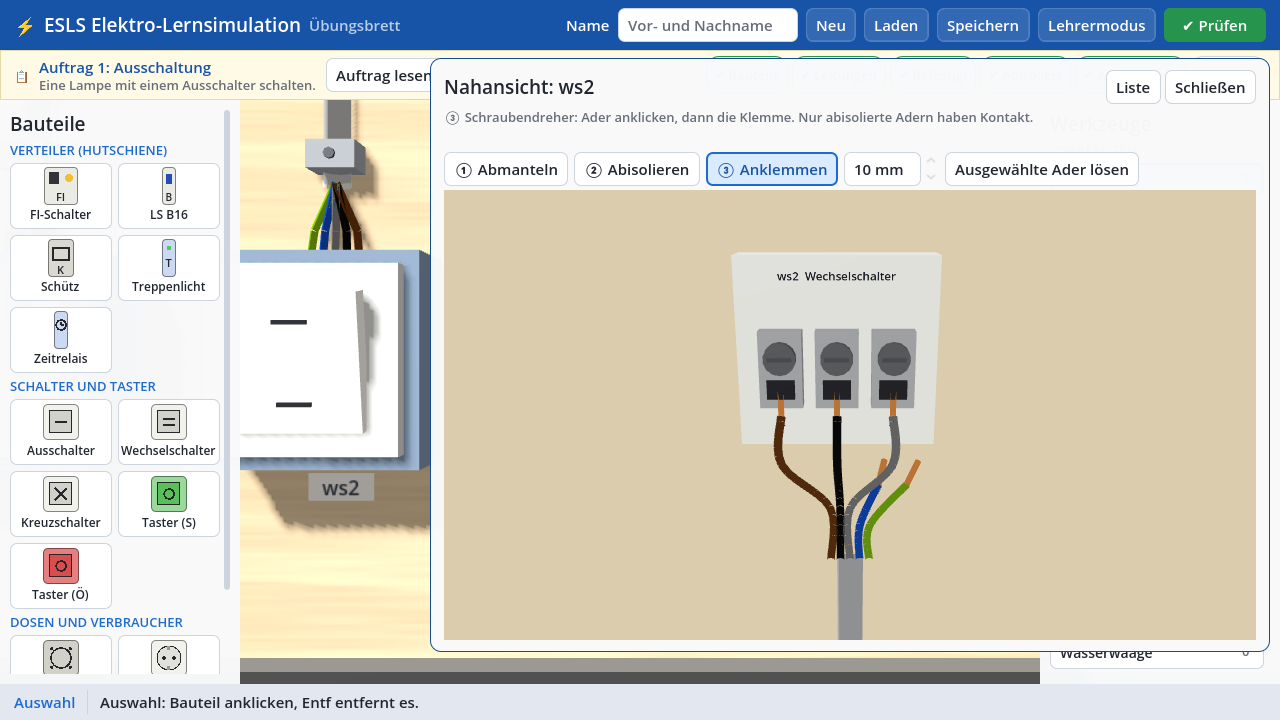 ESLS Elektro-Lernsimulation Übungsbrett Name Vor- und Nachname Neu Laden Speichern Lehrermodus ✔ Prüfen
Auftrag 1: Ausschaltung
Eine Lampe mit einem Ausschalter schalten.
Auftrag lesen
Bauteile
VERTEILER (HUTSCHIENE)
FI
FI-Schalter
B
LS B16
K
Schütz
T
Treppenlicht
Zeitrelais
SCHALTER UND TASTER
Ausschalter
Wechselschalter
Kreuzschalter
Taster (S)
Taster (Ö)
DOSEN UND VERBRAUCHER
ws2
Nahansicht: ws2
Liste
Schließen
③ Schraubendreher: Ader anklicken, dann die Klemme. Nur abisolierte Adern haben Kontakt.
① Abmanteln
② Abisolieren
③ Anklemmen
10 mm
Ausgewählte Ader lösen
ws2 Wechselschalter
Werkzeuge
Wasserwaage
Auswahl
Auswahl: Bauteil anklicken, Entf entfernt es.